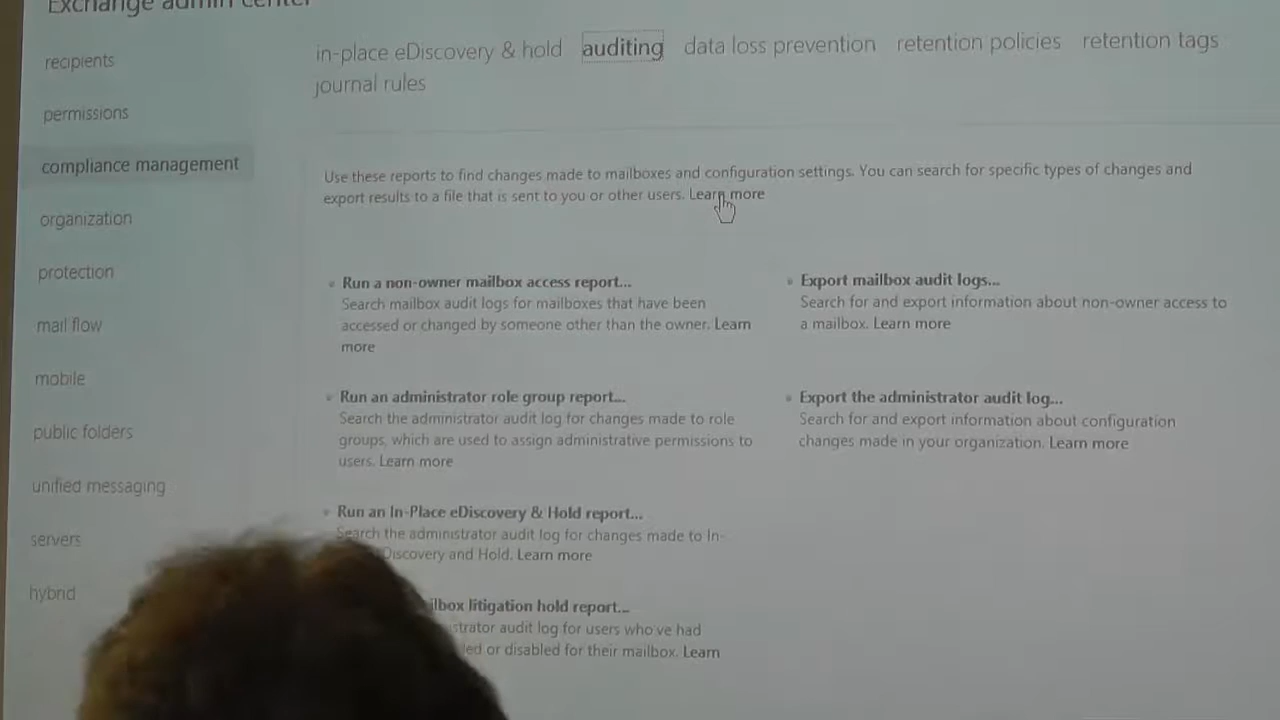 Exchange admin center
recipients
permissions
compliance management
organization
protection
mail flow
mobile
public folders
unified messaging
servers
hybrid
in-place eDiscovery & hold auditing data loss prevention retention policies retention tags
journal rules
Use these reports to find changes made to mailboxes and configuration settings. You can search for specific types of changes and
export results to a file that is sent to you or other users. Learn more
Run a non-owner mailbox access report...
Search mailbox audit logs for mailboxes that have been
accessed or changed by someone other than the owner. Learn
more
Export mailbox audit logs...
Search for and export information about non-owner access to
a mailbox. Learn more
Run an administrator role group report...
Search the administrator audit log for changes made to role
groups, which are used to assign administrative permissions to
users. Learn more
Export the administrator audit log...
Search for and export information about configuration
changes made in your organization. Learn more
Run an In-Place eDiscovery & Hold report...
Search the administrator audit log for changes made to In-
Discovery and Hold. Learn more
litigation hold report...
audit log for users who've had
or disabled for their mailbox. Learn